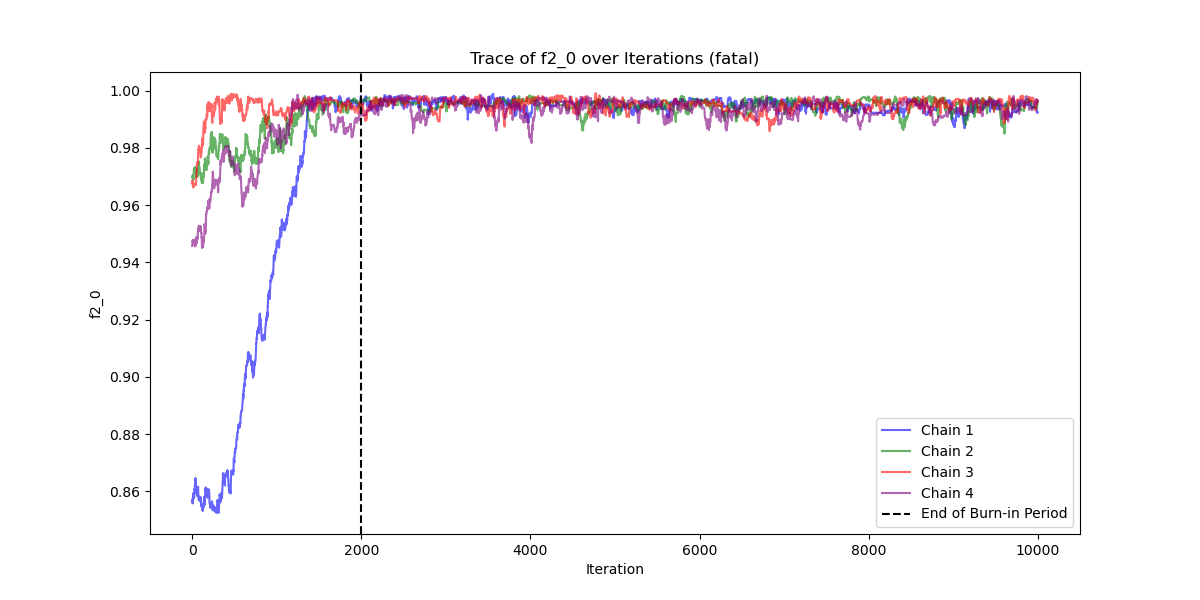 Trace of f2_0 over Iterations (fatal)
1.00
0.98
0.96
0.94
0.92
0.90
0.88
0.86
f2_0
0
2000
4000
6000
8000
10000
Iteration
Chain 1
Chain 2
Chain 3
Chain 4
End of Burn-in Period